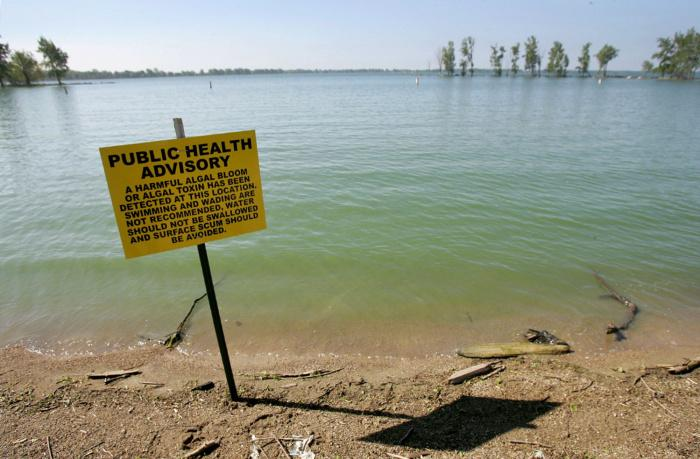 PUBLIC HEALTH
ADVISORY
A HARMFUL ALGAL BLOOM
OR ALGAL TOXIN HAS BEEN
DETECTED AT THIS LOCATION.
SWIMMING AND WADING ARE
NOT RECOMMENDED, WATER
SHOULD NOT BE SWALLOWED
AND SURFACE SCUM SHOULD
BE AVOIDED.